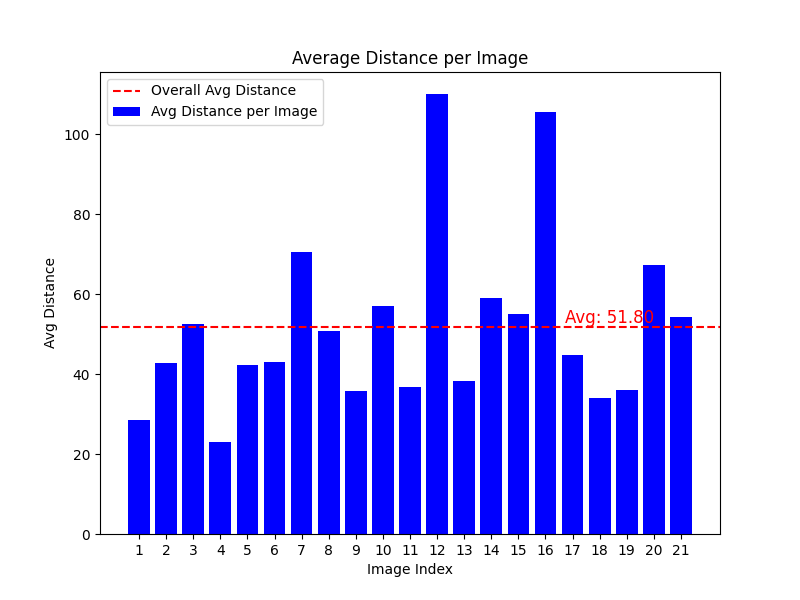 Average Distance per Image
Overall Avg Distance
Avg Distance per Image
Avg Distance
100
80
60
40
20
0
Avg: 51.80
1 2 3 4 5 6 7 8 9 10 11 12 13 14 15 16 17 18 19 20 21
Image Index